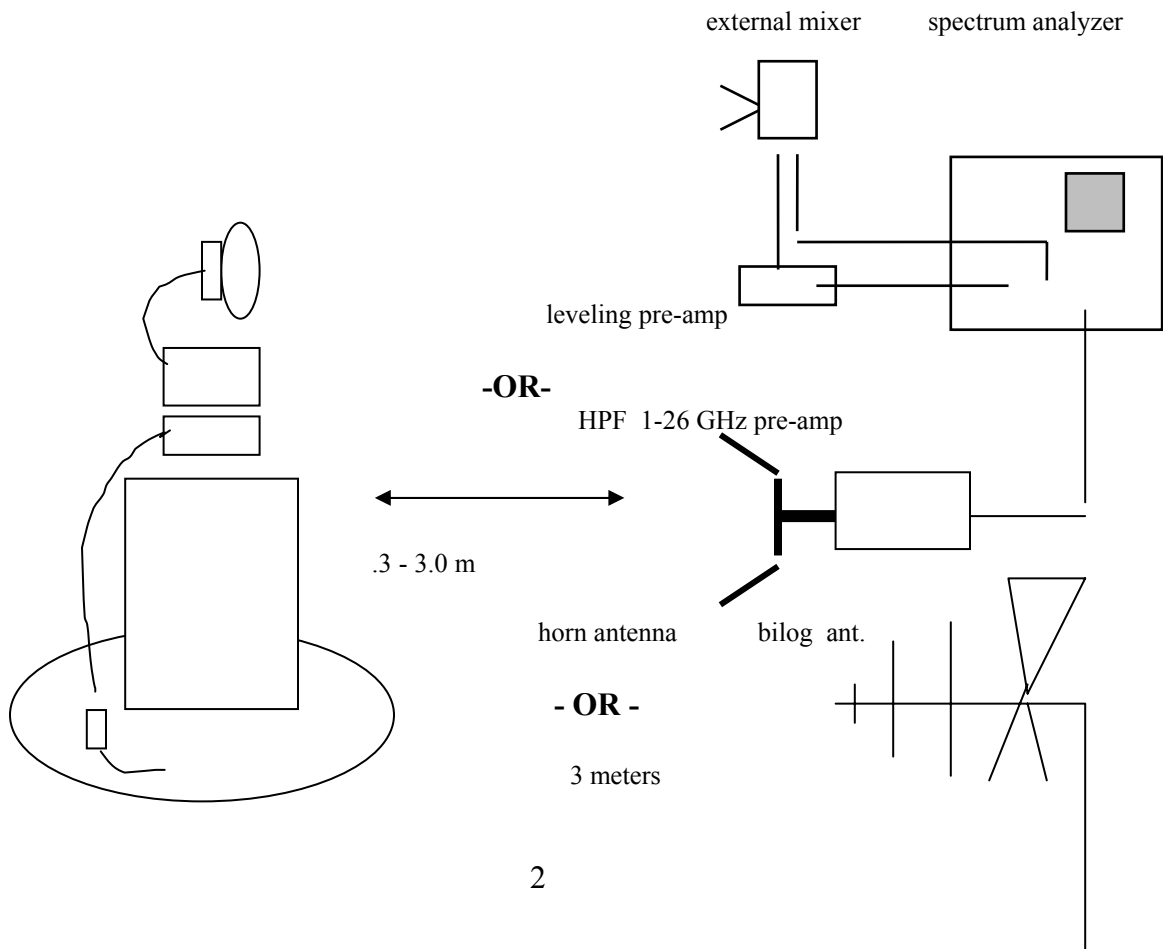 external mixer spectrum analyzer
leveling pre-amp
-OR-
HPF 1-26 GHz pre-amp
.3 - 3.0 m
horn antenna bilog ant.
- OR -
3 meters
2